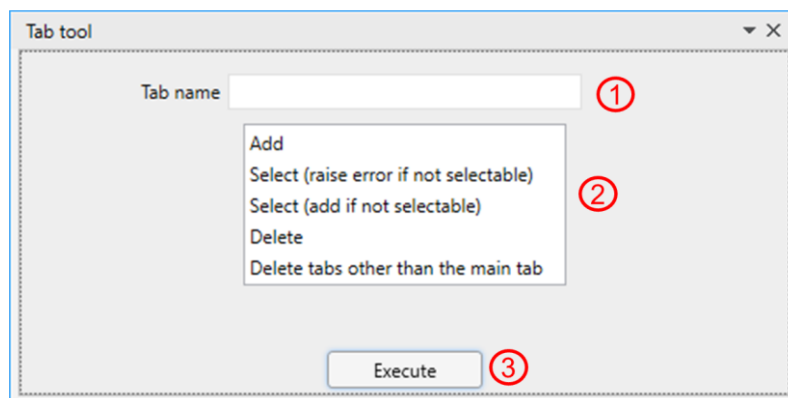 Tab tool
Tab name
①
Add
Select (raise error if not selectable)
Select (add if not selectable)
②
Delete
Delete tabs other than the main tab
Execute ③